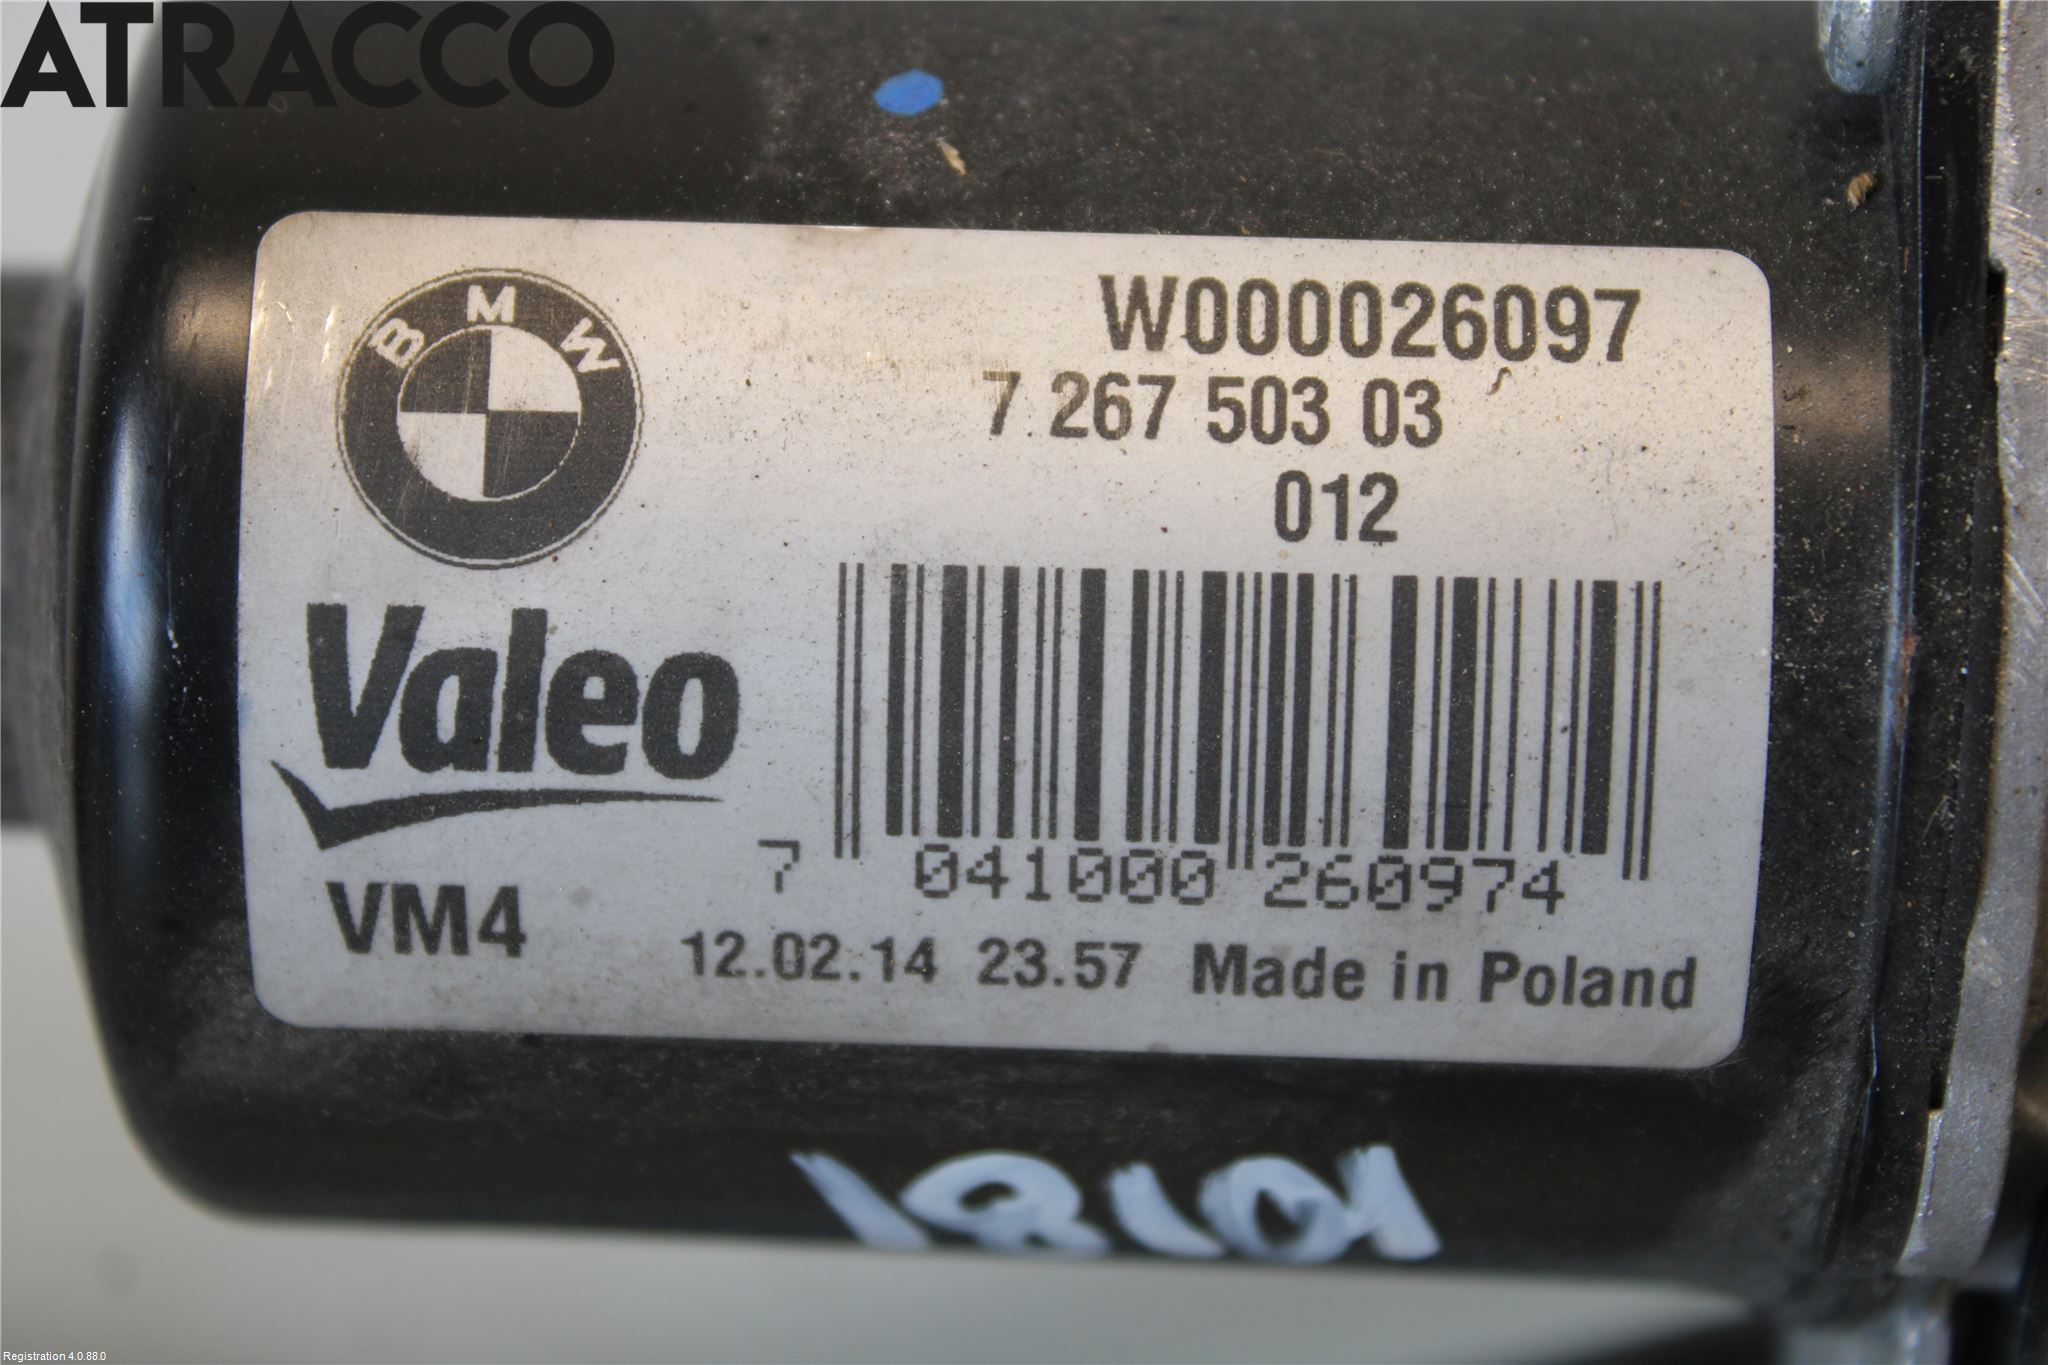 ATRACCO
BMW
W000026097
7 267 503 03
012
Valeo
7 041000 260974
VM4
12.02.14 23.57 Made in Poland
Registration 4.0.88.0